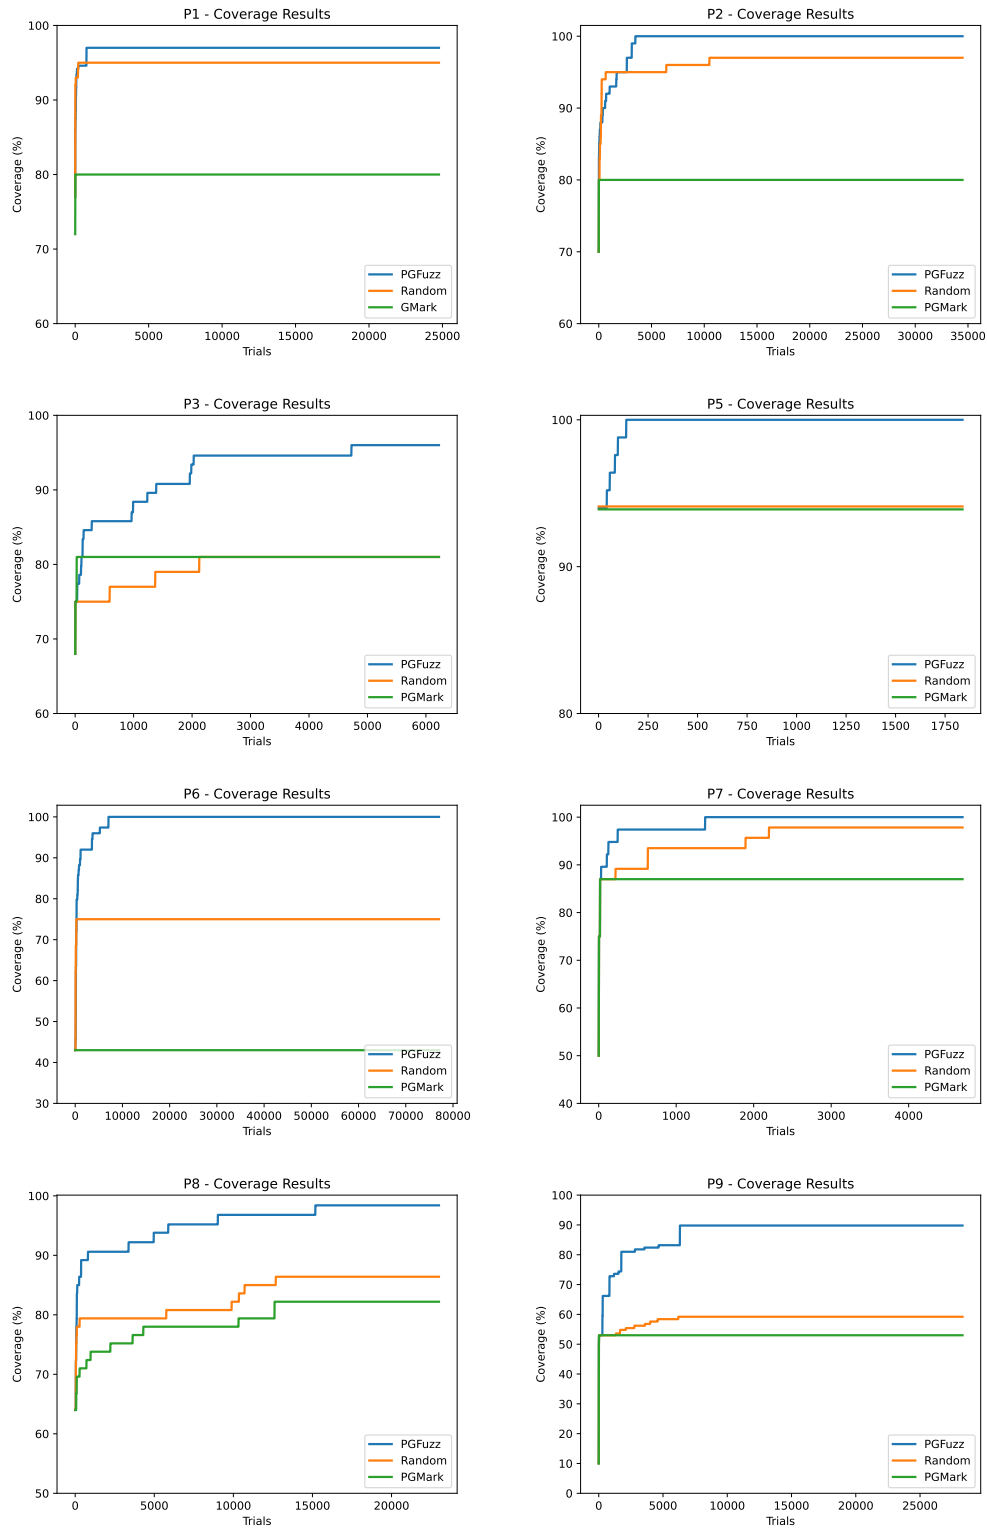 P1 - Coverage Results
100
90
80
70
60
Coverage (%)
0 5000 10000 15000 20000 25000
Trials
PGFuzz
Random
GMark
P2 - Coverage Results
100
90
80
70
60
Coverage (%)
0 5000 10000 15000 20000 25000 30000 35000
Trials
PGFuzz
Random
PGMark
P3 - Coverage Results
100
90
80
70
60
Coverage (%)
0 1000 2000 3000 4000 5000 6000
Trials
PGFuzz
Random
PGMark
P5 - Coverage Results
100
90
80
Coverage (%)
0 250 500 750 1000 1250 1500 1750
Trials
PGFuzz
Random
PGMark
P6 - Coverage Results
100
90
80
70
60
50
40
30
Coverage (%)
0 10000 20000 30000 40000 50000 60000 70000 80000
Trials
PGFuzz
Random
PGMark
P7 - Coverage Results
100
90
80
70
60
50
40
Coverage (%)
0 1000 2000 3000 4000
Trials
PGFuzz
Random
PGMark
P8 - Coverage Results
100
90
80
70
60
50
Coverage (%)
0 5000 10000 15000 20000
Trials
PGFuzz
Random
PGMark
P9 - Coverage Results
100
90
80
70
60
50
40
30
20
10
0
Coverage (%)
0 5000 10000 15000 20000 25000
Trials
PGFuzz
Random
PGMark